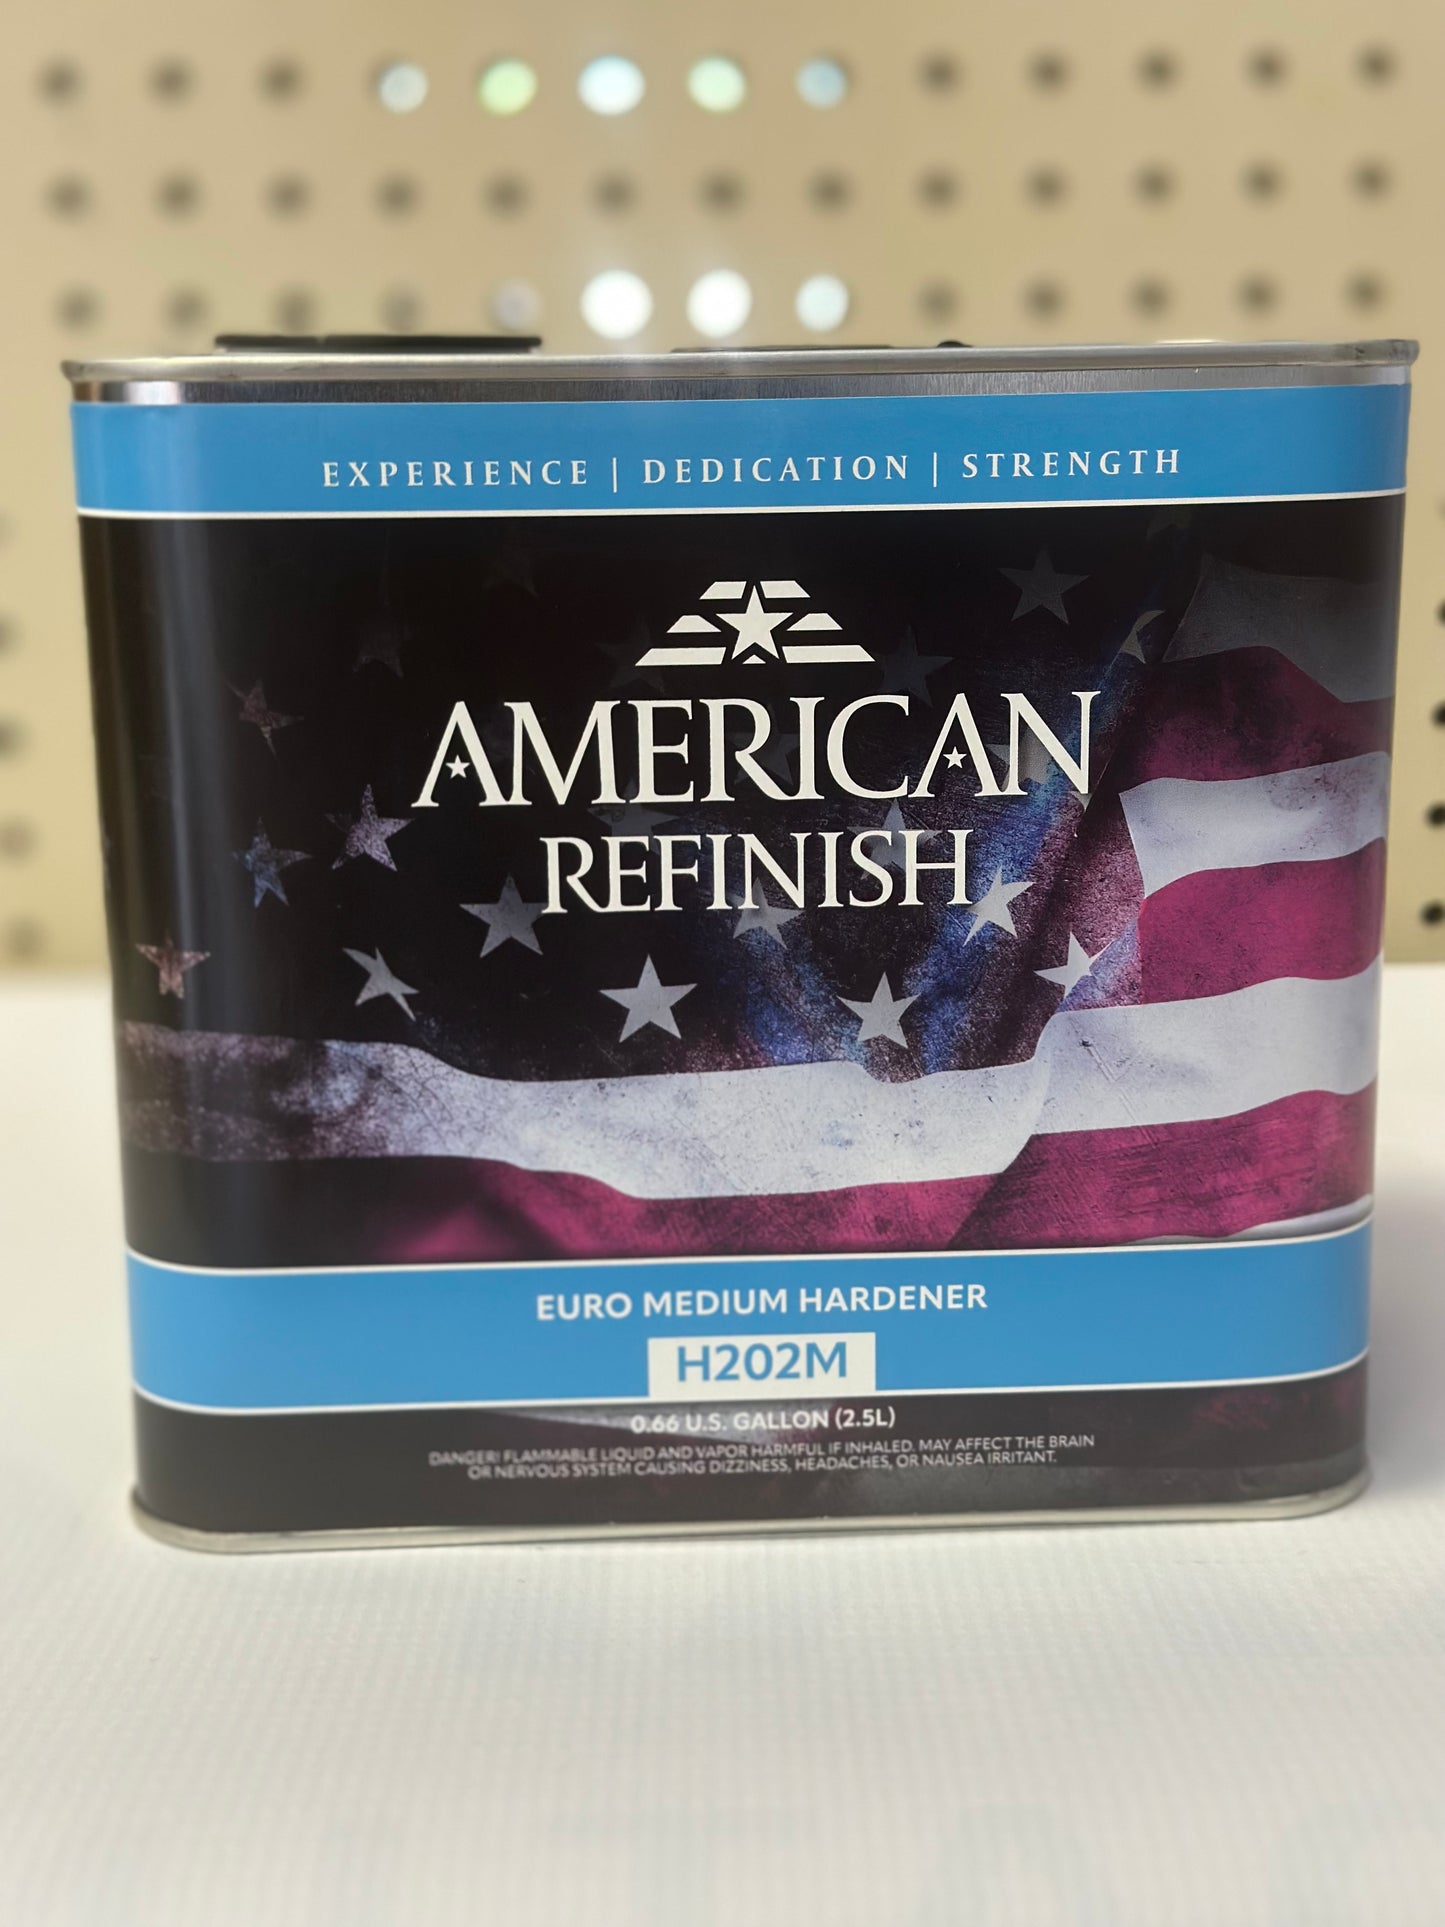 EXPERIENCE | DEDICATION | STRENGTH
AMERICAN
REFINISH
EURO MEDIUM HARDENER
H202M
0.66 U.S. GALLON (2.5L)
DANGER! FLAMMABLE LIQUID AND VAPOR HARMFUL IF INHALED. MAY AFFECT THE BRAIN
OR NERVOUS SYSTEM CAUSING DIZZINESS, HEADACHES, OR NAUSEA IRRITANT.